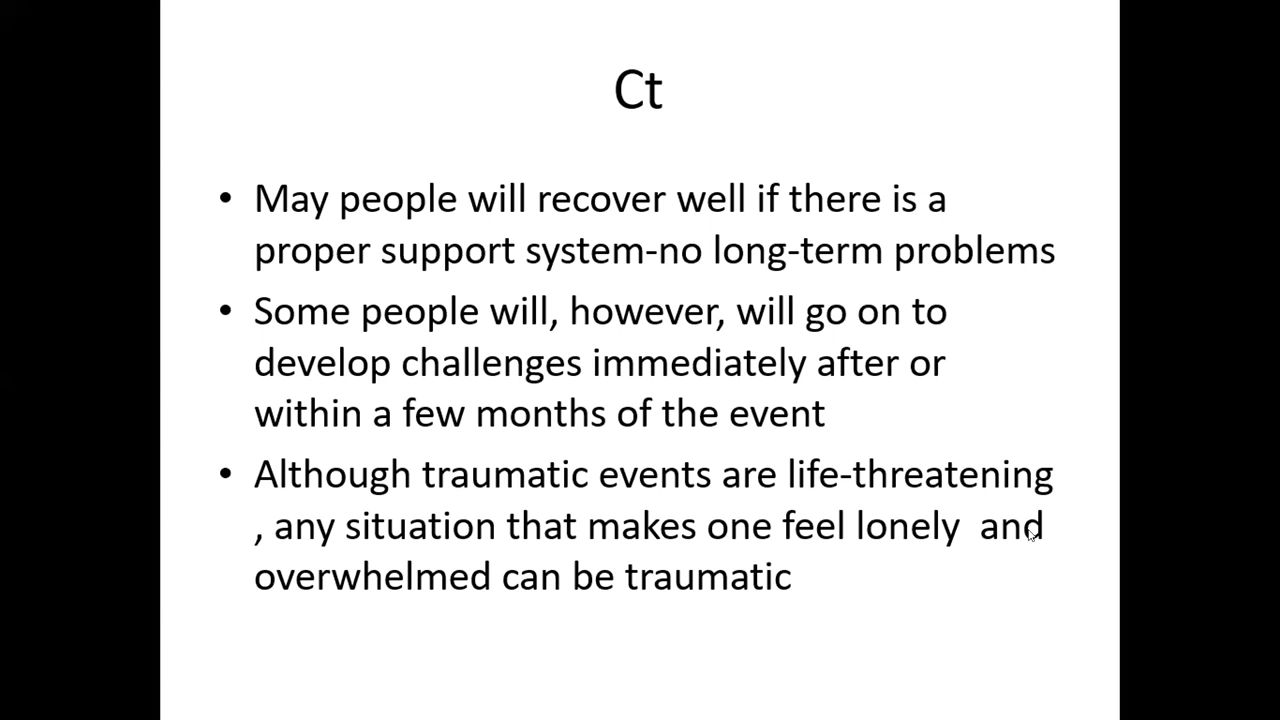 Ct
• May people will recover well if there is a
proper support system-no long-term problems
• Some people will, however, will go on to
develop challenges immediately after or
within a few months of the event
• Although traumatic events are life-threatening
, any situation that makes one feel lonely  and
overwhelmed can be traumatic